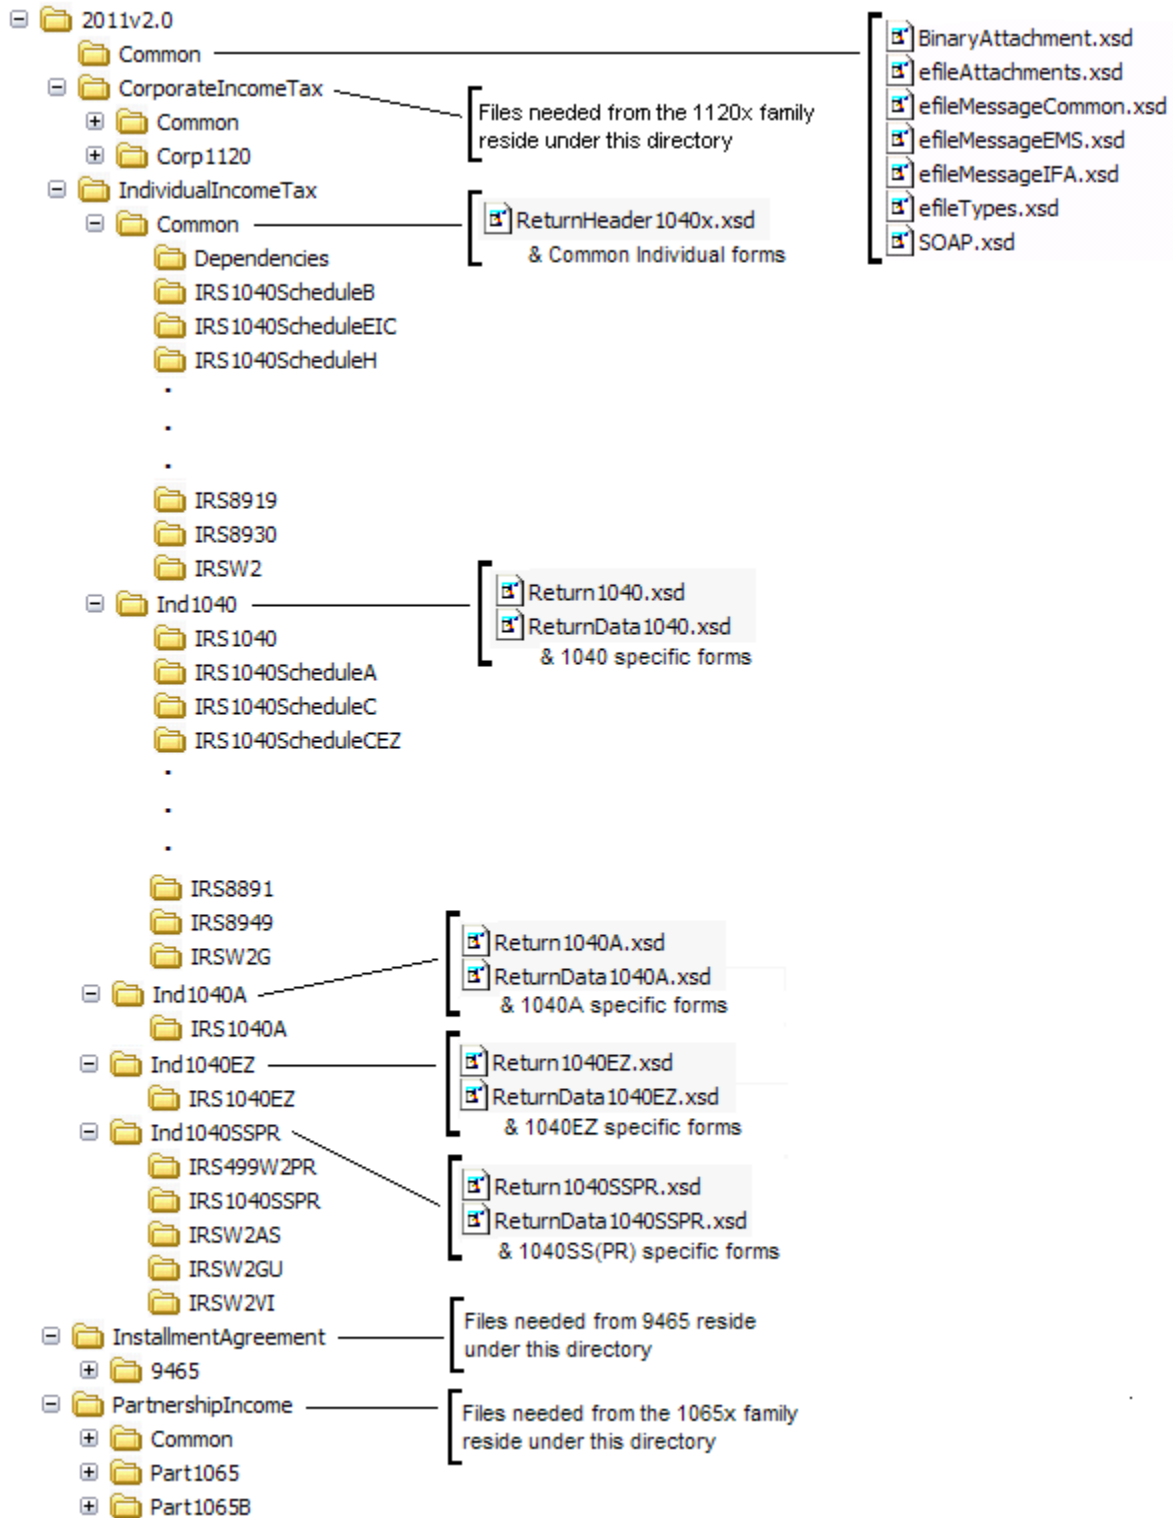 2011v2.0
Common
BinaryAttachment.xsd
efileAttachments.xsd
efileMessageCommon.xsd
efileMessageEMS.xsd
efileMessageIFA.xsd
efileTypes.xsd
SOAP.xsd
CorporateIncomeTax
Files needed from the 1120x family
reside under this directory
Common
Corp1120
IndividualIncomeTax
Common
ReturnHeader1040x.xsd
& Common Individual forms
Dependencies
IRS1040ScheduleB
IRS1040ScheduleEIC
IRS1040ScheduleH
.
.
.
IRS8919
IRS8930
IRSW2
Ind1040
Return1040.xsd
ReturnData1040.xsd
& 1040 specific forms
IRS1040
IRS1040ScheduleA
IRS1040ScheduleC
IRS1040ScheduleCEZ
.
.
.
IRS8891
IRS8949
IRSW2G
Ind1040A
Return1040A.xsd
ReturnData1040A.xsd
& 1040A specific forms
IRS1040A
Ind1040EZ
Return1040EZ.xsd
ReturnData1040EZ.xsd
& 1040EZ specific forms
IRS1040EZ
Ind1040SSPR
Return1040SSPR.xsd
ReturnData1040SSPR.xsd
& 1040SS(PR) specific forms
IRS499W2PR
IRS1040SSPR
IRSW2AS
IRSW2GU
IRSW2VI
InstallmentAgreement
Files needed from 9465 reside
under this directory
9465
PartnershipIncome
Files needed from the 1065x family
reside under this directory
Common
Part1065
Part1065B